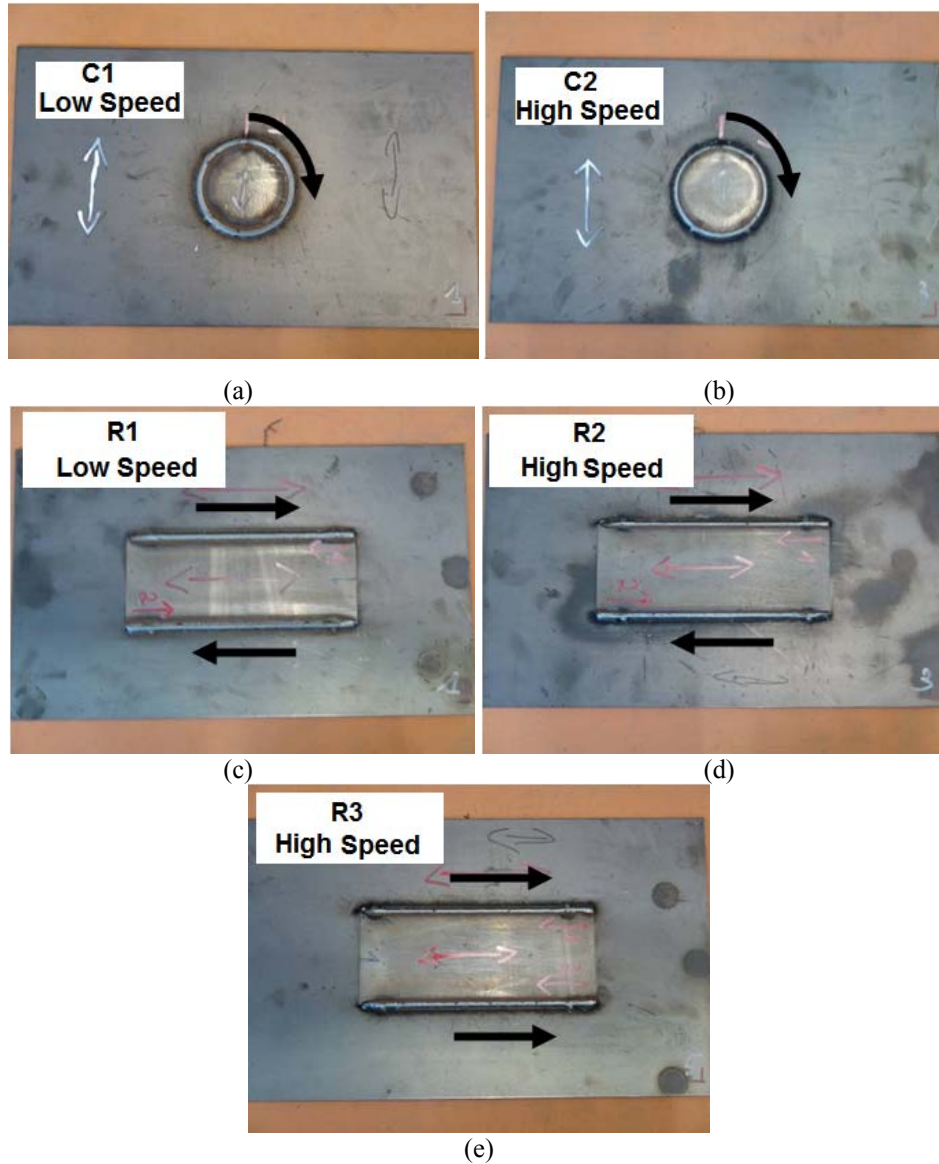 C1
Low Speed
C2
High Speed
(a)
(b)
R1
Low Speed
R2
High Speed
(c)
(d)
R3
High Speed
(e)